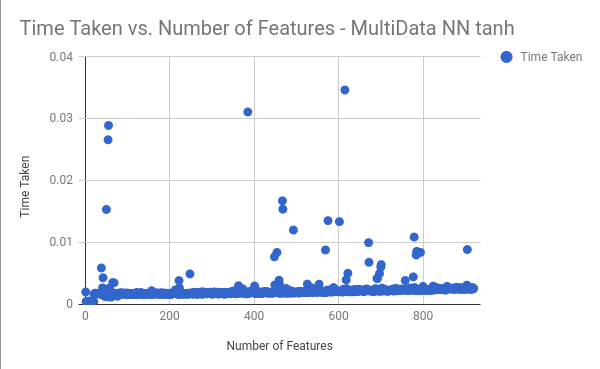 Time Taken vs. Number of Features - MultiData NN tanh
Time Taken
0.04
0.03
0.02
0.01
0
Time Taken
0 200 400 600 800
Number of Features